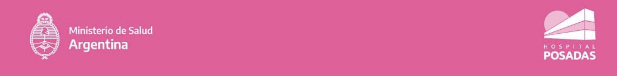 Ministerio de Salud
Argentina
HOSPITAL
POSADAS